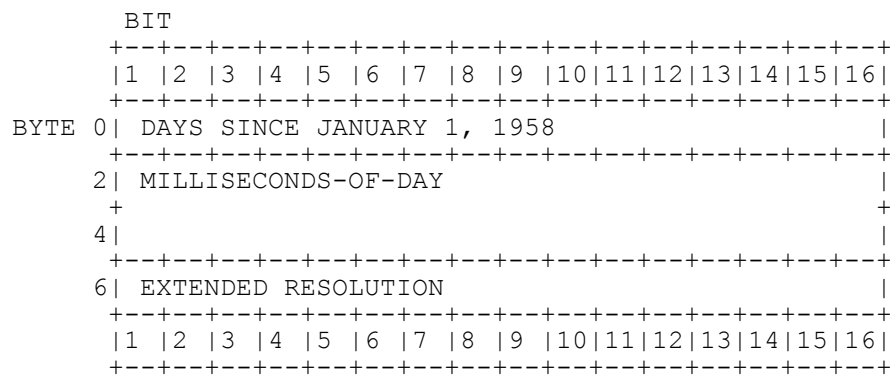 BIT
+--+--+--+--+--+--+--+--+--+--+--+--+--+--+--+--+
|1 |2 |3 |4 |5 |6 |7 |8 |9 |10|11|12|13|14|15|16|
+--+--+--+--+--+--+--+--+--+--+--+--+--+--+--+--+
BYTE 0| DAYS SINCE JANUARY 1, 1958 |
+--+--+--+--+--+--+--+--+--+--+--+--+--+--+--+--+
2| MILLISECONDS-OF-DAY |
+ +
4| |
+--+--+--+--+--+--+--+--+--+--+--+--+--+--+--+--+
6| EXTENDED RESOLUTION |
+--+--+--+--+--+--+--+--+--+--+--+--+--+--+--+--+
|1 |2 |3 |4 |5 |6 |7 |8 |9 |10|11|12|13|14|15|16|
+--+--+--+--+--+--+--+--+--+--+--+--+--+--+--+--+